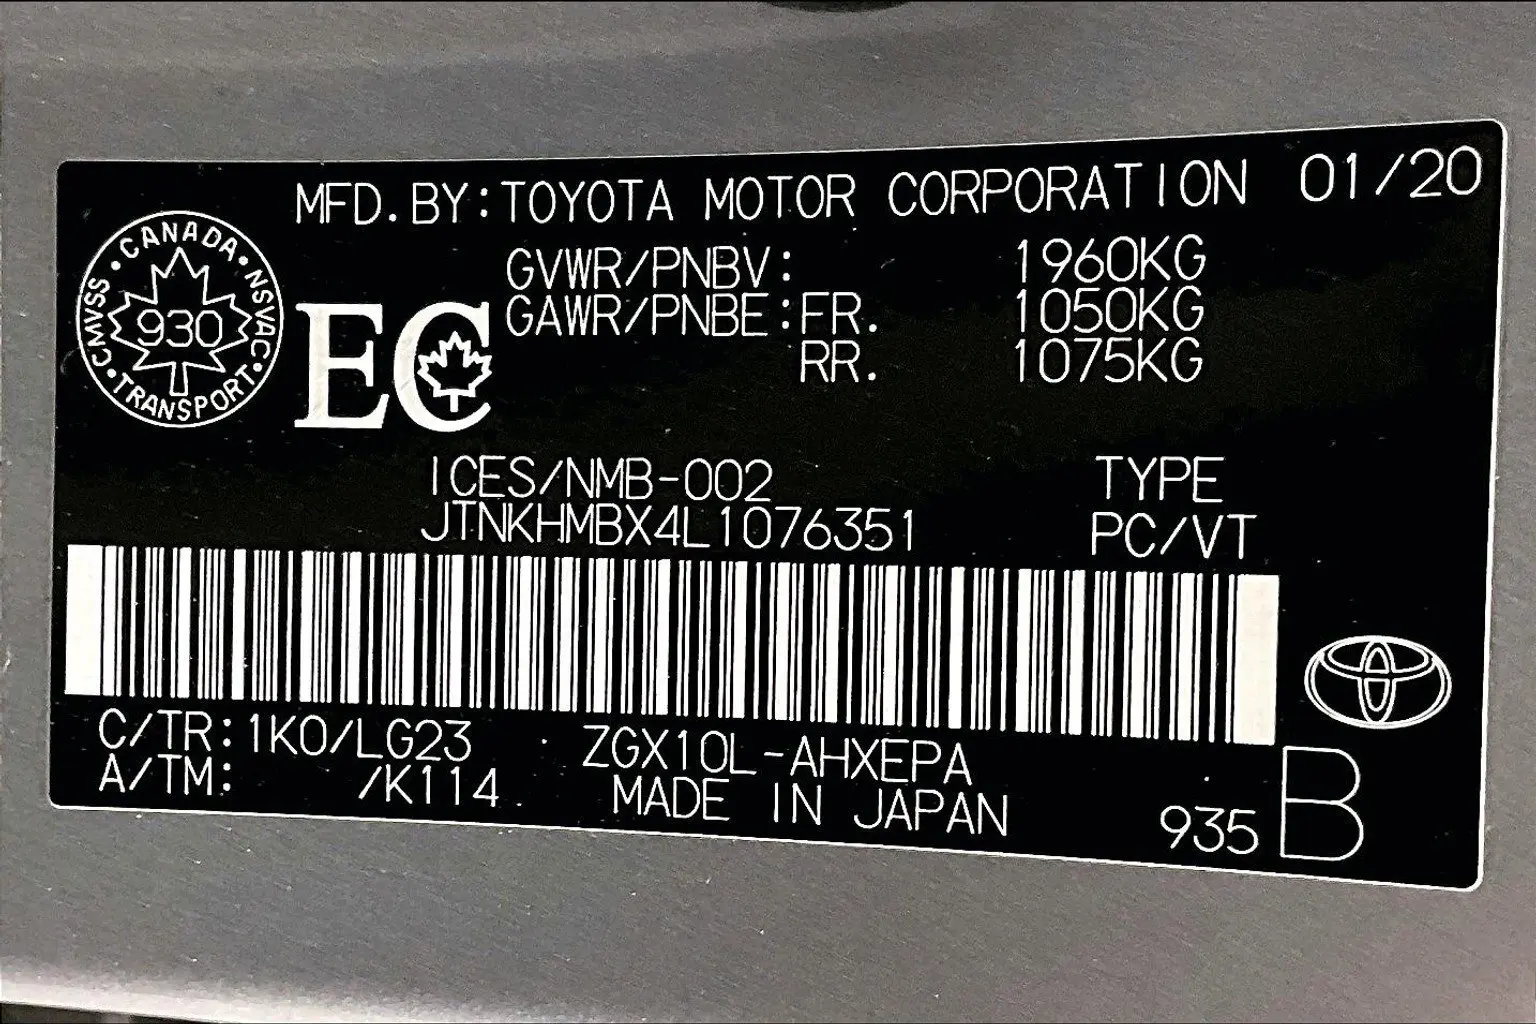 MFD. BY: TOYOTA MOTOR CORPORATION 01/20
GVWR/PNBV: 1960KG
GAWR/PNBE: FR. 1050KG
RR. 1075KG
CANADA
CMVSS
930
NSVAC
TRANSPORT
EC
ICES/NMB-002 TYPE
JTNKHMBX4L1076351 PC/VT
C/TR: 1K0/LG23 ZGX10L-AHXEPA
A/TM: /K114 MADE IN JAPAN 935 B